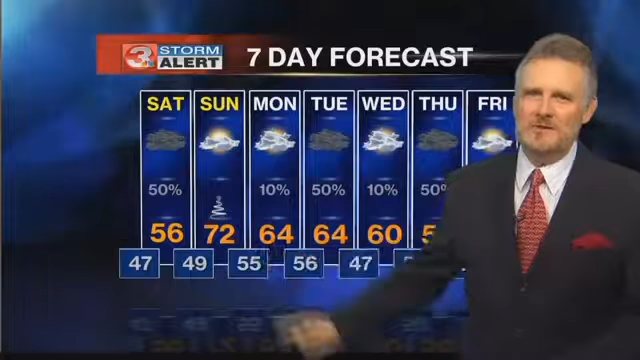 3 STORM ALERT 7 DAY FORECAST
SAT SUN MON TUE WED THU FRI
50% 10% 50% 10% 50%
56 72 64 64 60
47 49 55 56 47